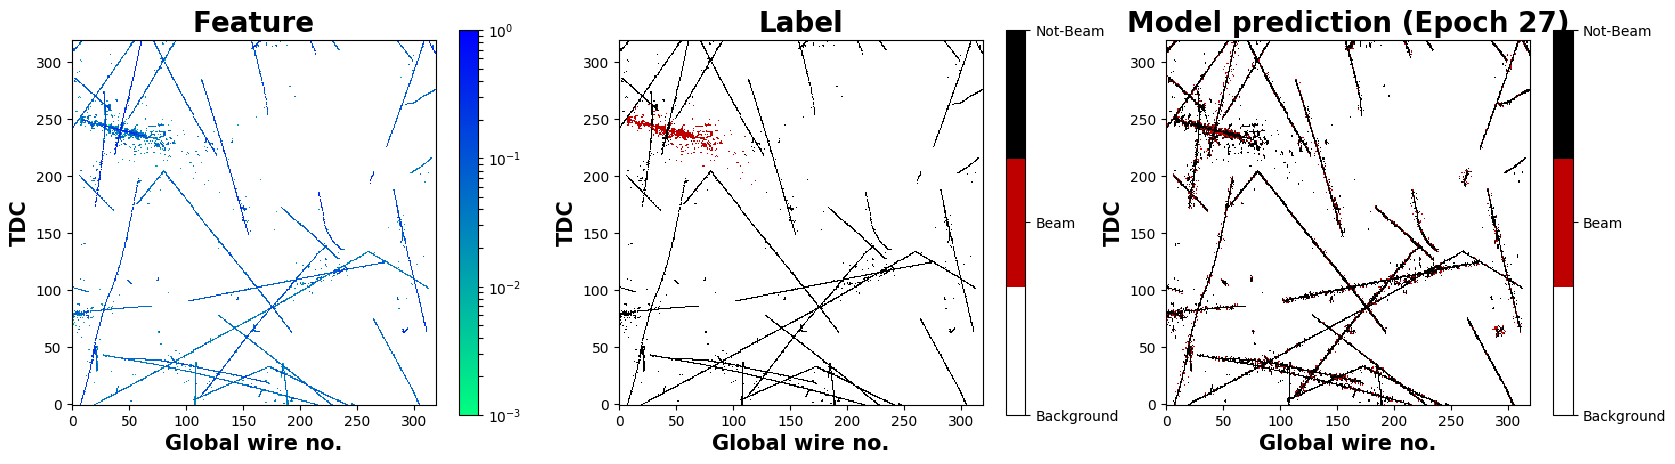 Feature
TDC
300
250
200
150
100
50
0
0 50 100 150 200 250 300
Global wire no.
10⁰
10⁻¹
10⁻²
10⁻³
Label
TDC
300
250
200
150
100
50
0
0 50 100 150 200 250 300
Global wire no.
Not-Beam
Beam
Background
Model prediction (Epoch 27)
TDC
300
250
200
150
100
50
0
0 50 100 150 200 250 300
Global wire no.
Not-Beam
Beam
Background